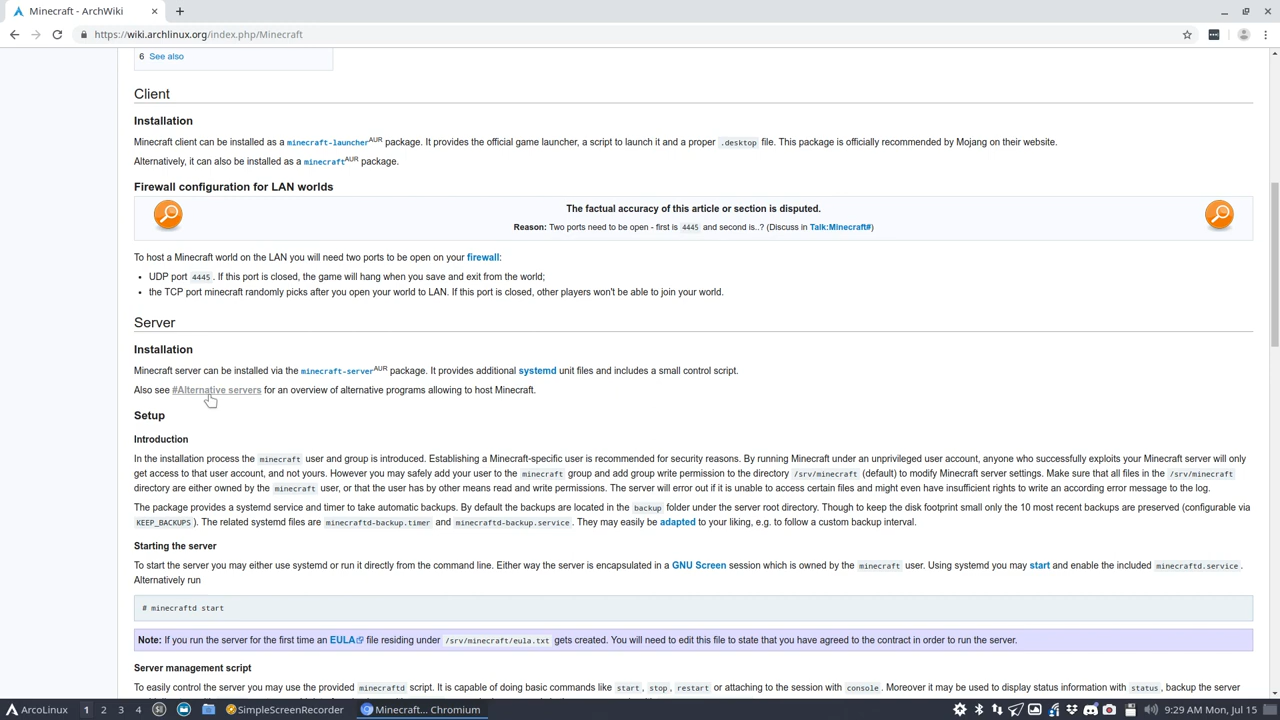 Minecraft - ArchWiki
https://wiki.archlinux.org/index.php/Minecraft
6 See also
Client
Installation
Minecraft client can be installed as a minecraft-launcherAUR package. It provides the official game launcher, a script to launch it and a proper .desktop file. This package is officially recommended by Mojang on their website.
Alternatively, it can also be installed as a minecraftAUR package.
Firewall configuration for LAN worlds
The factual accuracy of this article or section is disputed.
Reason: Two ports need to be open - first is 4445 and second is..? (Discuss in Talk:Minecraft#)
To host a Minecraft world on the LAN you will need two ports to be open on your firewall:
• UDP port 4445. If this port is closed, the game will hang when you save and exit from the world;
• the TCP port minecraft randomly picks after you open your world to LAN. If this port is closed, other players won't be able to join your world.
Server
Installation
Minecraft server can be installed via the minecraft-serverAUR package. It provides additional systemd unit files and includes a small control script.
Also see #Alternative servers for an overview of alternative programs allowing to host Minecraft.
Setup
Introduction
In the installation process the minecraft user and group is introduced. Establishing a Minecraft-specific user is recommended for security reasons. By running Minecraft under an unprivileged user account, anyone who successfully exploits your Minecraft server will only
get access to that user account, and not yours. However you may safely add your user to the minecraft group and add group write permission to the directory /srv/minecraft (default) to modify Minecraft server settings. Make sure that all files in the /srv/minecraft
directory are either owned by the minecraft user, or that the user has by other means read and write permissions. The server will error out if it is unable to access certain files and might even have insufficient rights to write an according error message to the log.
The package provides a systemd service and timer to take automatic backups. By default the backups are located in the backup folder under the server root directory. Though to keep the disk footprint small only the 10 most recent backups are preserved (configurable via
KEEP_BACKUPS). The related systemd files are minecraftd-backup.timer and minecraftd-backup.service. They may easily be adapted to your liking, e.g. to follow a custom backup interval.
Starting the server
To start the server you may either use systemd or run it directly from the command line. Either way the server is encapsulated in a GNU Screen session which is owned by the minecraft user. Using systemd you may start and enable the included minecraftd.service.
Alternatively run
# minecraftd start
Note: If you run the server for the first time an EULA file residing under /srv/minecraft/eula.txt gets created. You will need to edit this file to state that you have agreed to the contract in order to run the server.
Server management script
To easily control the server you may use the provided minecraftd script. It is capable of doing basic commands like start, stop, restart or attaching to the session with console. Moreover it may be used to display status information with status, backup the server
ArcoLinux 1 2 3 4 SimpleScreenRecorder Minecraft... Chromium 9:29 AM Mon, Jul 15